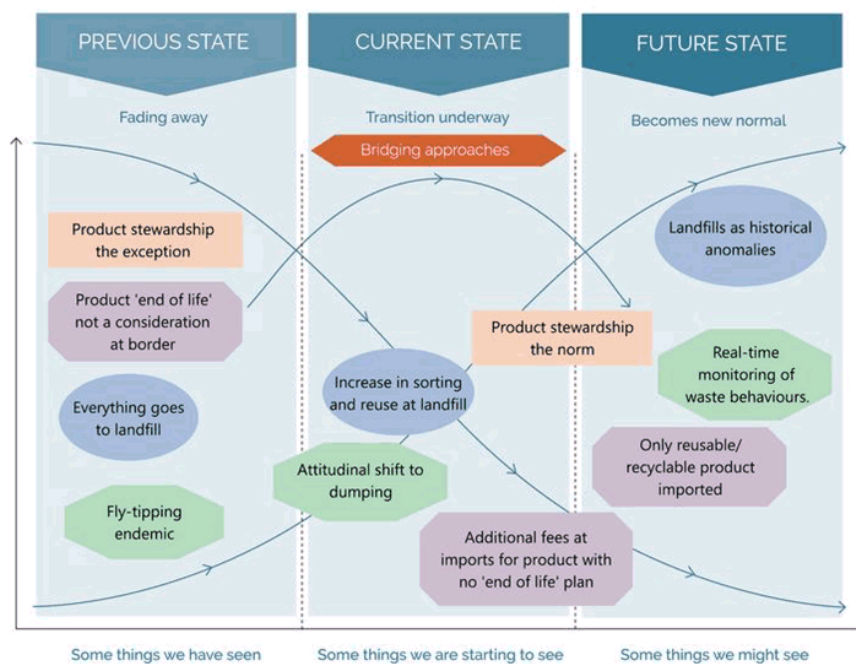 PREVIOUS STATE
CURRENT STATE
FUTURE STATE
Fading away
Transition underway
Becomes new normal
Bridging approaches
Product stewardship
the exception
Product 'end of life'
not a consideration
at border
Everything goes
to landfill
Fly-tipping
endemic
Product stewardship
the norm
Increase in sorting
and reuse at landfill
Attitudinal shift to
dumping
Additional fees at
imports for product with
no 'end of life' plan
Landfills as historical
anomalies
Real-time
monitoring of
waste behaviours.
Only reusable/
recyclable product
imported
Some things we have seen
Some things we are starting to see
Some things we might see